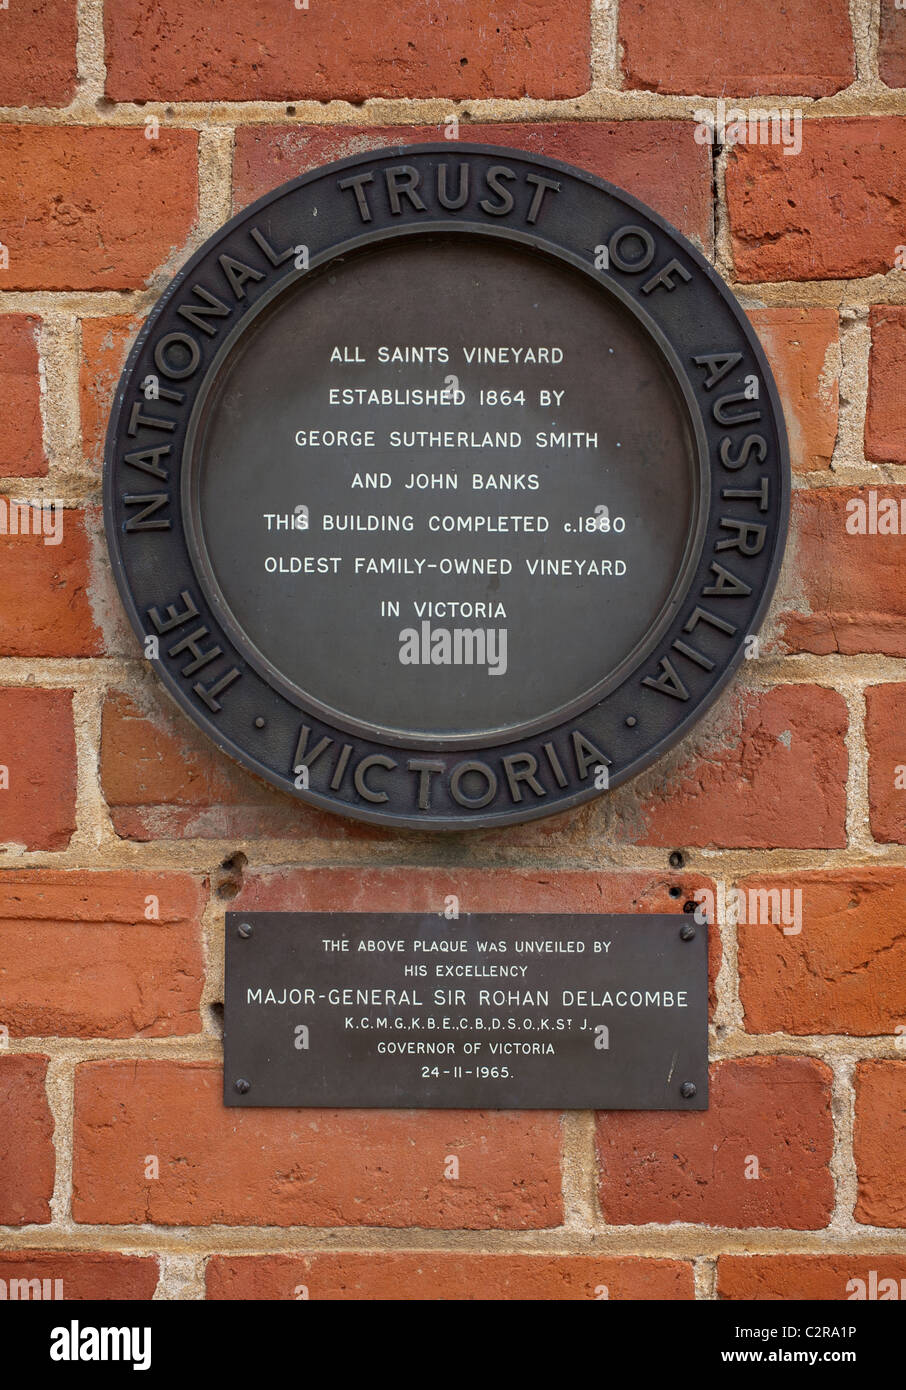 THE NATIONAL TRUST OF AUSTRALIA
· VICTORIA ·
ALL SAINTS VINEYARD
ESTABLISHED 1864 BY
GEORGE SUTHERLAND SMITH
AND JOHN BANKS
THIS BUILDING COMPLETED c.1880
OLDEST FAMILY-OWNED VINEYARD
IN VICTORIA
alamy
THE ABOVE PLAQUE WAS UNVEILED BY
HIS EXCELLENCY
MAJOR-GENERAL SIR ROHAN DELACOMBE
K.C.M.G.,K.B.E.,C.B.,D.S.O.,K.ST J.,
GOVERNOR OF VICTORIA
24-11-1965.
alamy
Image ID: C2RA1P
www.alamy.com